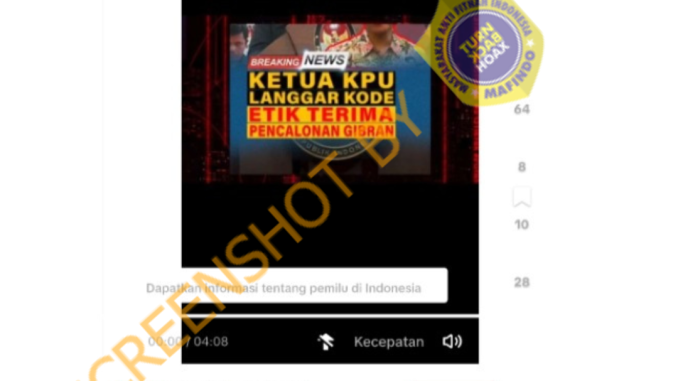 BREAKING NEWS
KETUA KPU
LANGGAR KODE
ETIK TERIMA
PENCALONAN GIBRAN
MASYARAKAT ANTI FITNAH INDONESIA
TURN
BACK
HOAX
MAFINDO
64
8
10
28
Dapatkan informasi tentang pemilu di Indonesia
00:00 / 04:08
Kecepatan
SCREENSHOT BY